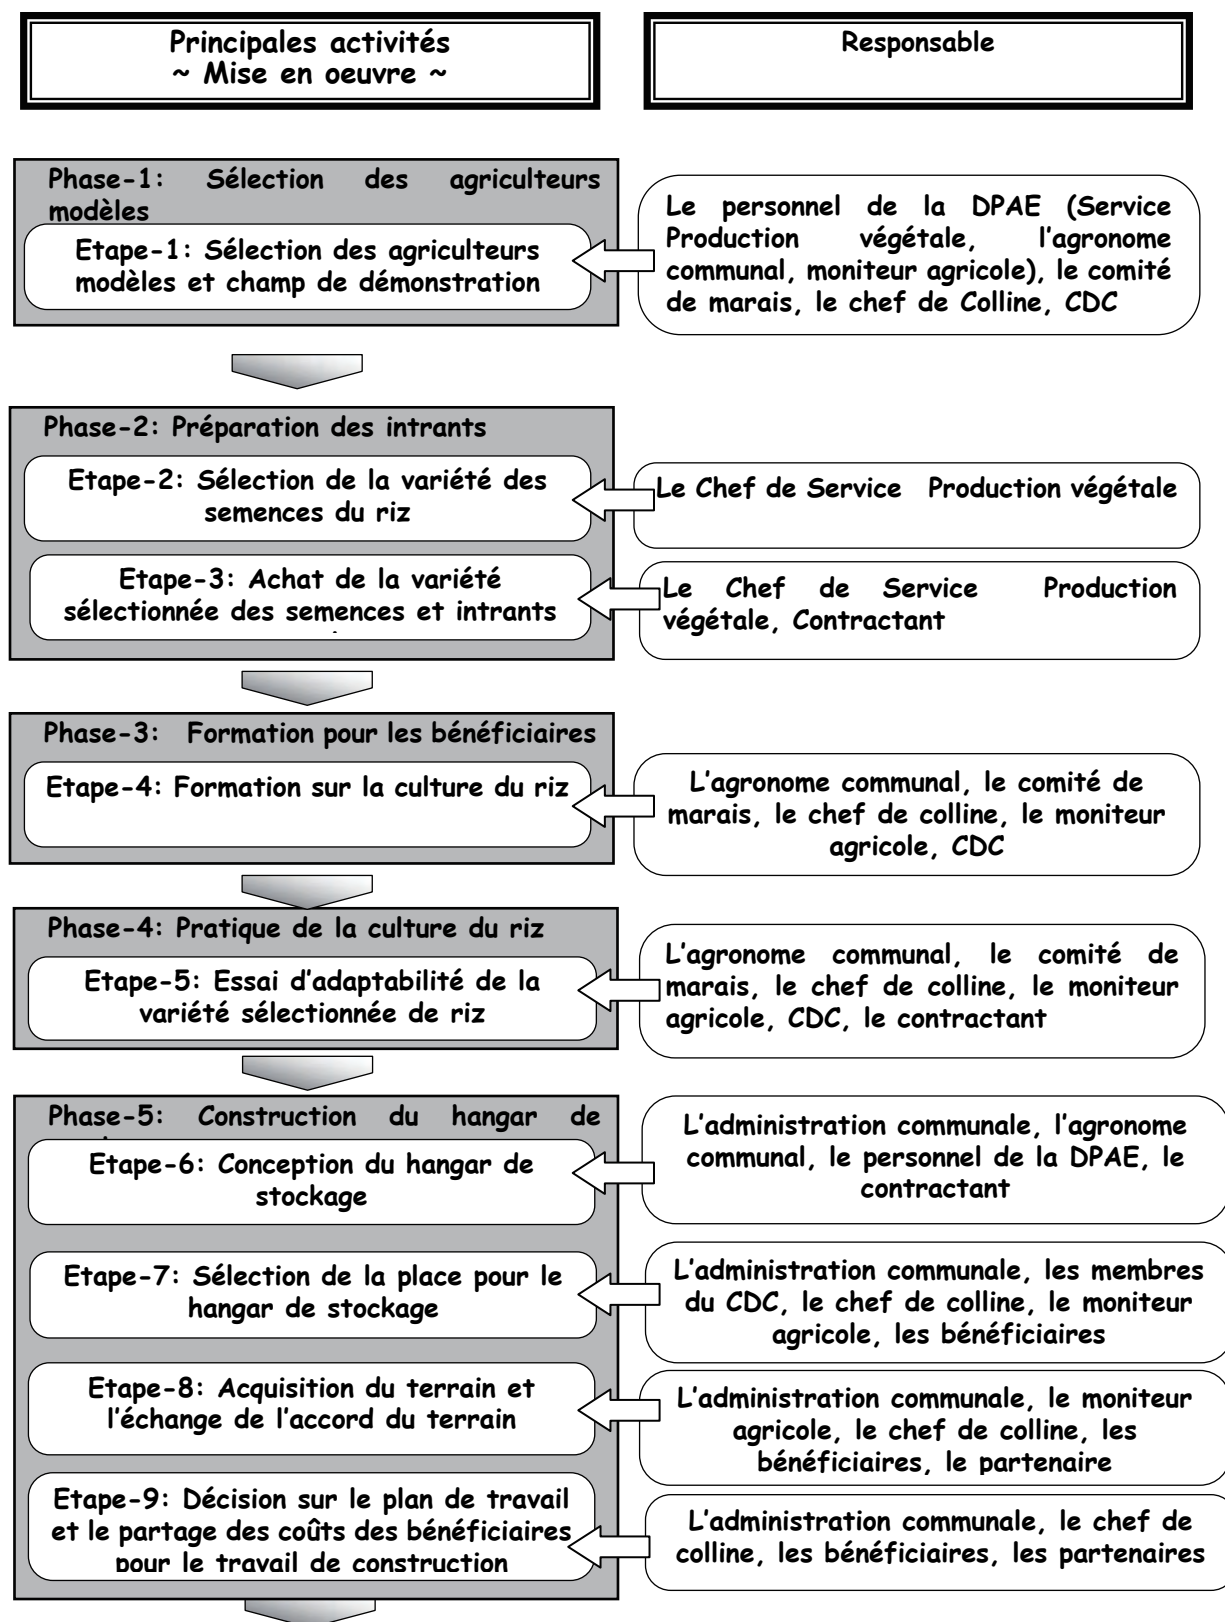 Principales activités
~ Mise en oeuvre ~
Responsable
Phase-1: Sélection des agriculteurs
modèles
Etape-1: Sélection des agriculteurs
modèles et champ de démonstration
Le personnel de la DPAE (Service
Production végétale, l'agronome
communal, moniteur agricole), le comité
de marais, le chef de Colline, CDC
Phase-2: Préparation des intrants
Etape-2: Sélection de la variété des
semences du riz
Le Chef de Service Production végétale
Etape-3: Achat de la variété
sélectionnée des semences et intrants
Le Chef de Service Production
végétale, Contractant
Phase-3: Formation pour les bénéficiaires
Etape-4: Formation sur la culture du riz
L'agronome communal, le comité de
marais, le chef de colline, le moniteur
agricole, CDC
Phase-4: Pratique de la culture du riz
Etape-5: Essai d'adaptabilité de la
variété sélectionnée de riz
L'agronome communal, le comité de
marais, le chef de colline, le moniteur
agricole, CDC, le contractant
Phase-5: Construction du hangar de
Etape-6: Conception du hangar de
stockage
L'administration communale, l'agronome
communal, le personnel de la DPAE, le
contractant
Etape-7: Sélection de la place pour le
hangar de stockage
L'administration communale, les membres
du CDC, le chef de colline, le moniteur
agricole, les bénéficiaires
Etape-8: Acquisition du terrain et
l'échange de l'accord du terrain
L'administration communale, le moniteur
agricole, le chef de colline, les
bénéficiaires, le partenaire
Etape-9: Décision sur le plan de travail
et le partage des coûts des bénéficiaires
pour le travail de construction
L'administration communale, le chef de
colline, les bénéficiaires, les partenaires